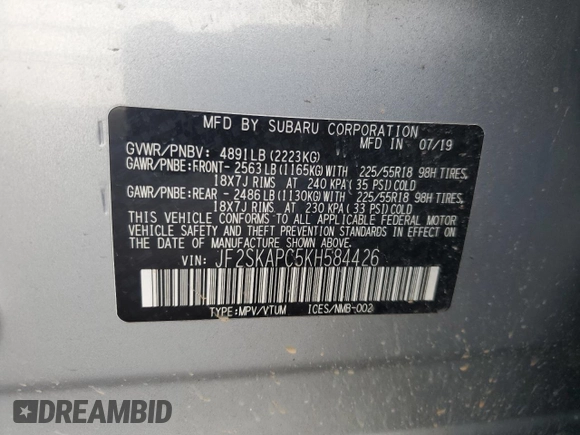 MFD BY SUBARU CORPORATION
MFD IN 07/19
GVWR/PNBV: 4891LB(2223KG)
GAWR/PNBE:FRONT-2563LB(1165KG)WITH 225/55R18 98H TIRES,
18X7J RIMS AT 240 KPA(35 PSI)COLD
GAWR/PNBE:REAR -2486LB(1130KG)WITH 225/55R18 98H TIRES,
18X7J RIMS AT 230 KPA(33 PSI)COLD
THIS VEHICLE CONFORMS TO ALL APPLICABLE FEDERAL MOTOR
VEHICLE SAFETY AND THEFT PREVENTION STANDARDS IN
EFFECT ON THE DATE OF MANUFACTURE SHOWN ABOVE.
VIN: JF2SKAPC5KH584426
TYPE:MPV/VTUM ICES/NMB-002
DREAMBID